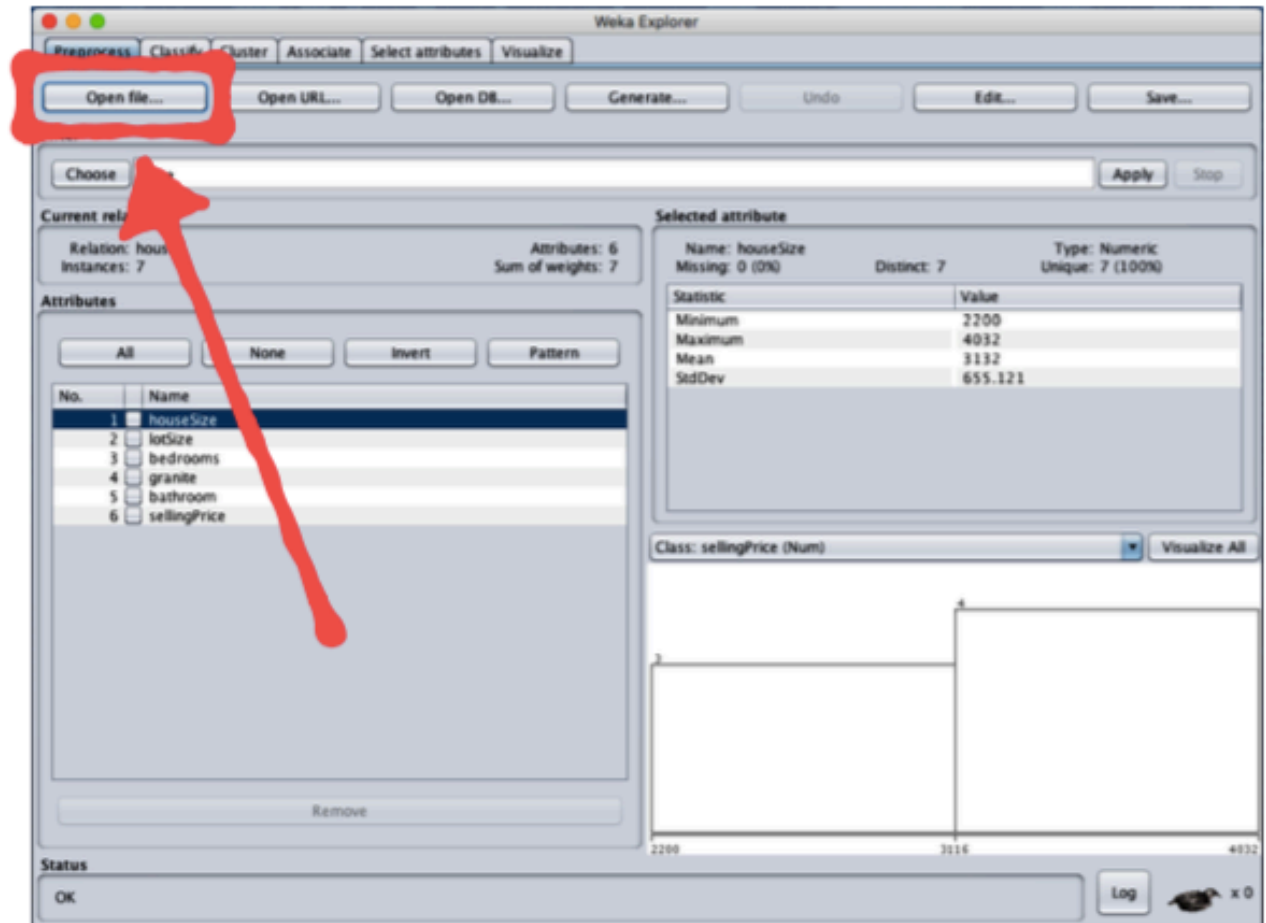 Weka Explorer
Preprocess Classify Cluster Associate Select attributes Visualize
Open file... Open URL... Open DB... Generate... Undo Edit... Save...
Choose Apply Stop
Current rela
Relation: hous Attributes: 6
Instances: 7 Sum of weights: 7
Selected attribute
Name: houseSize Type: Numeric
Missing: 0 (0%) Distinct: 7 Unique: 7 (100%)
Statistic Value
Minimum 2200
Maximum 4032
Mean 3132
StdDev 655.121
Attributes
All None Invert Pattern
No. Name
1 houseSize
2 lotSize
3 bedrooms
4 granite
5 bathroom
6 sellingPrice
Remove
Class: sellingPrice (Num) Visualize All
3 4
2200 3116 4032
Status
OK Log x 0